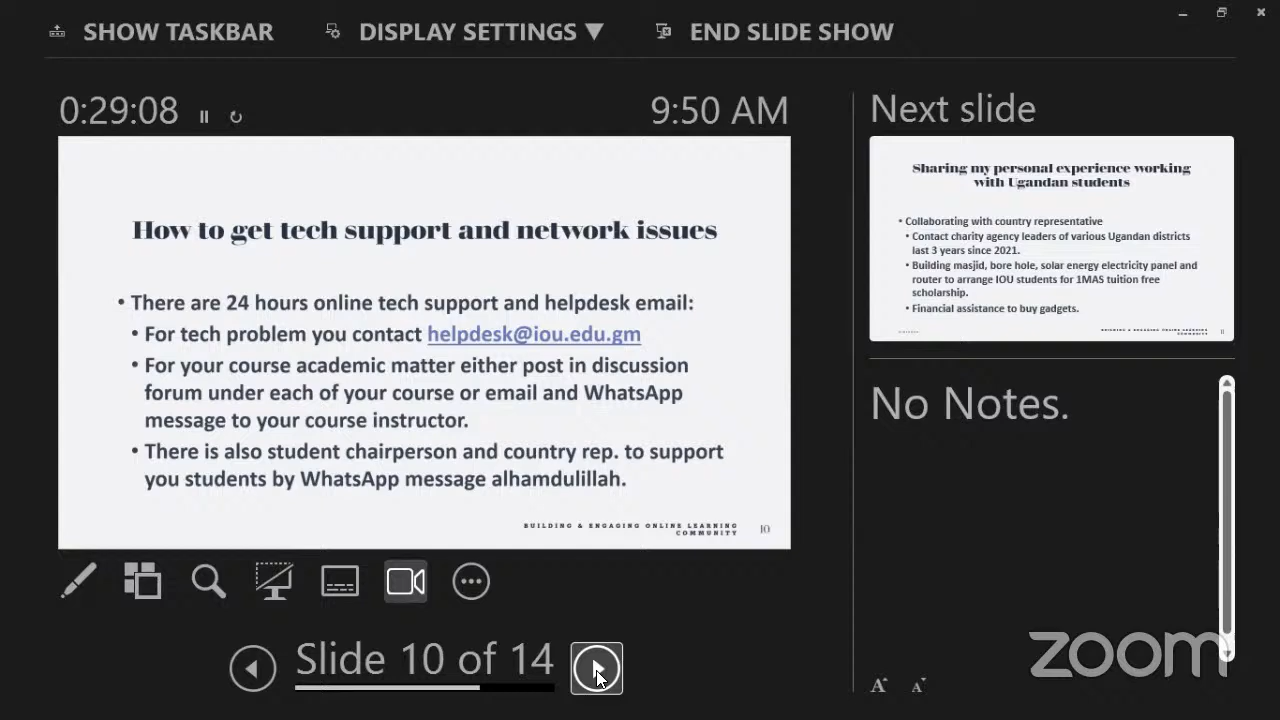 SHOW TASKBAR
DISPLAY SETTINGS ▼
END SLIDE SHOW
0:29:08
9:50 AM
How to get tech support and network issues
• There are 24 hours online tech support and helpdesk email:
• For tech problem you contact helpdesk@iou.edu.gm
• For your course academic matter either post in discussion
forum under each of your course or email and WhatsApp
message to your course instructor.
• There is also student chairperson and country rep. to support
you students by WhatsApp message alhamdulillah.
BUILDING & ENGAGING ONLINE LEARNING
COMMUNITY
10
Slide 10 of 14
Next slide
Sharing my personal experience working
with Ugandan students
• Collaborating with country representative
• Contact charity agency leaders of various Ugandan districts
last 3 years since 2021.
• Building masjid, bore hole, solar energy electricity panel and
router to arrange IOU students for 1MAS tuition free
scholarship.
• Financial assistance to buy gadgets.
BUILDING & ENGAGING ONLINE LEARNING
COMMUNITY
11
No Notes.
A A
zoom